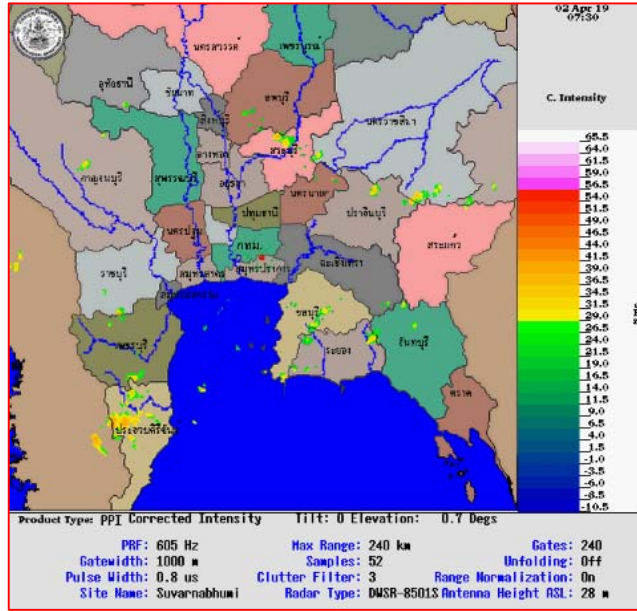 02 Apr 19
07:30
นครสวรรค์
เพชรบูรณ์
อุทัยธานี
ชัยนาท
ลพบุรี
สิงหบุรี
นครราชสีมา
อ่างทอง
สระบุรี
กาญจนบุรี
สุพรรณบุรี
อยุธยา
นครนายก
ปราจีนบุรี
ปทุมธานี
นครปฐม
กทม.
สระแก้ว
ราชบุรี
สมุทรสาคร
สมุทรปราการ
ฉะเชิงเทรา
ชลบุรี
เพชรบุรี
ระยอง
จันทบุรี
ตราด
ประจวบคีรีขันธ์
C. Intensity
65.5
64.0
61.5
59.0
56.5
54.0
51.5
49.0
46.5
44.0
41.5
39.0
36.5
34.0
31.5
29.0
26.5
24.0
21.5
19.0
16.5
14.0
11.5
9.0
6.5
4.0
1.5
-1.0
-3.5
-6.0
-8.5
-10.5
Product Type: PPI Corrected Intensity Tilt: 0 Elevation: 0.7 Degs
PRF: 605 Hz Max Range: 240 km Gates: 240
Gatewidth: 1000 m Samples: 52 Unfolding: Off
Pulse Width: 0.8 us Clutter Filter: 3 Range Normalization: On
Site Name: Suvarnabhumi Radar Type: DWSR-8501S Antenna Height ASL: 28 m